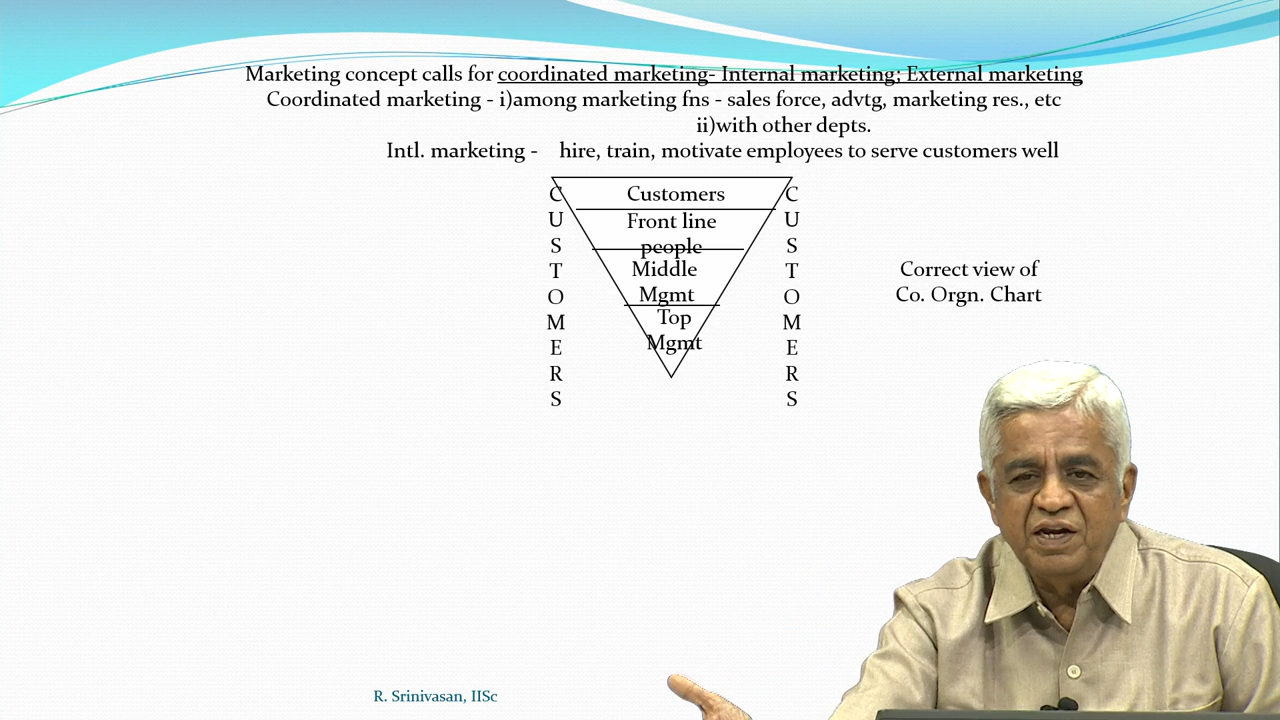 Marketing concept calls for coordinated marketing- Internal marketing; External marketing
Coordinated marketing - i)among marketing fns - sales force, advtg, marketing res., etc
ii)with other depts.
Intl. marketing - hire, train, motivate employees to serve customers well
CUSTOMERS
Customers
Front line
people
Middle
Mgmt
Top
Mgmt
CUSTOMERS
Correct view of
Co. Orgn. Chart
R. Srinivasan, IISc